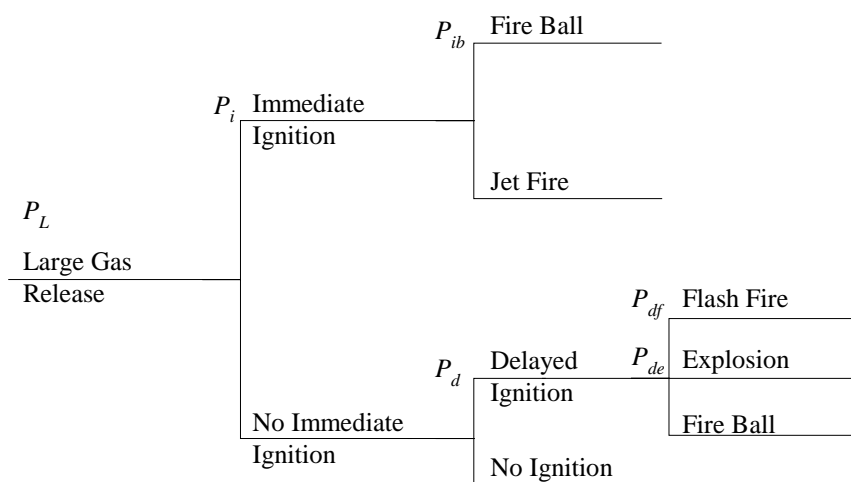 P_ib Fire Ball
P_i Immediate
Ignition
Jet Fire
P_L
Large Gas
Release
P_df Flash Fire
P_d Delayed
Ignition
P_de Explosion
No Immediate
Ignition
Fire Ball
No Ignition